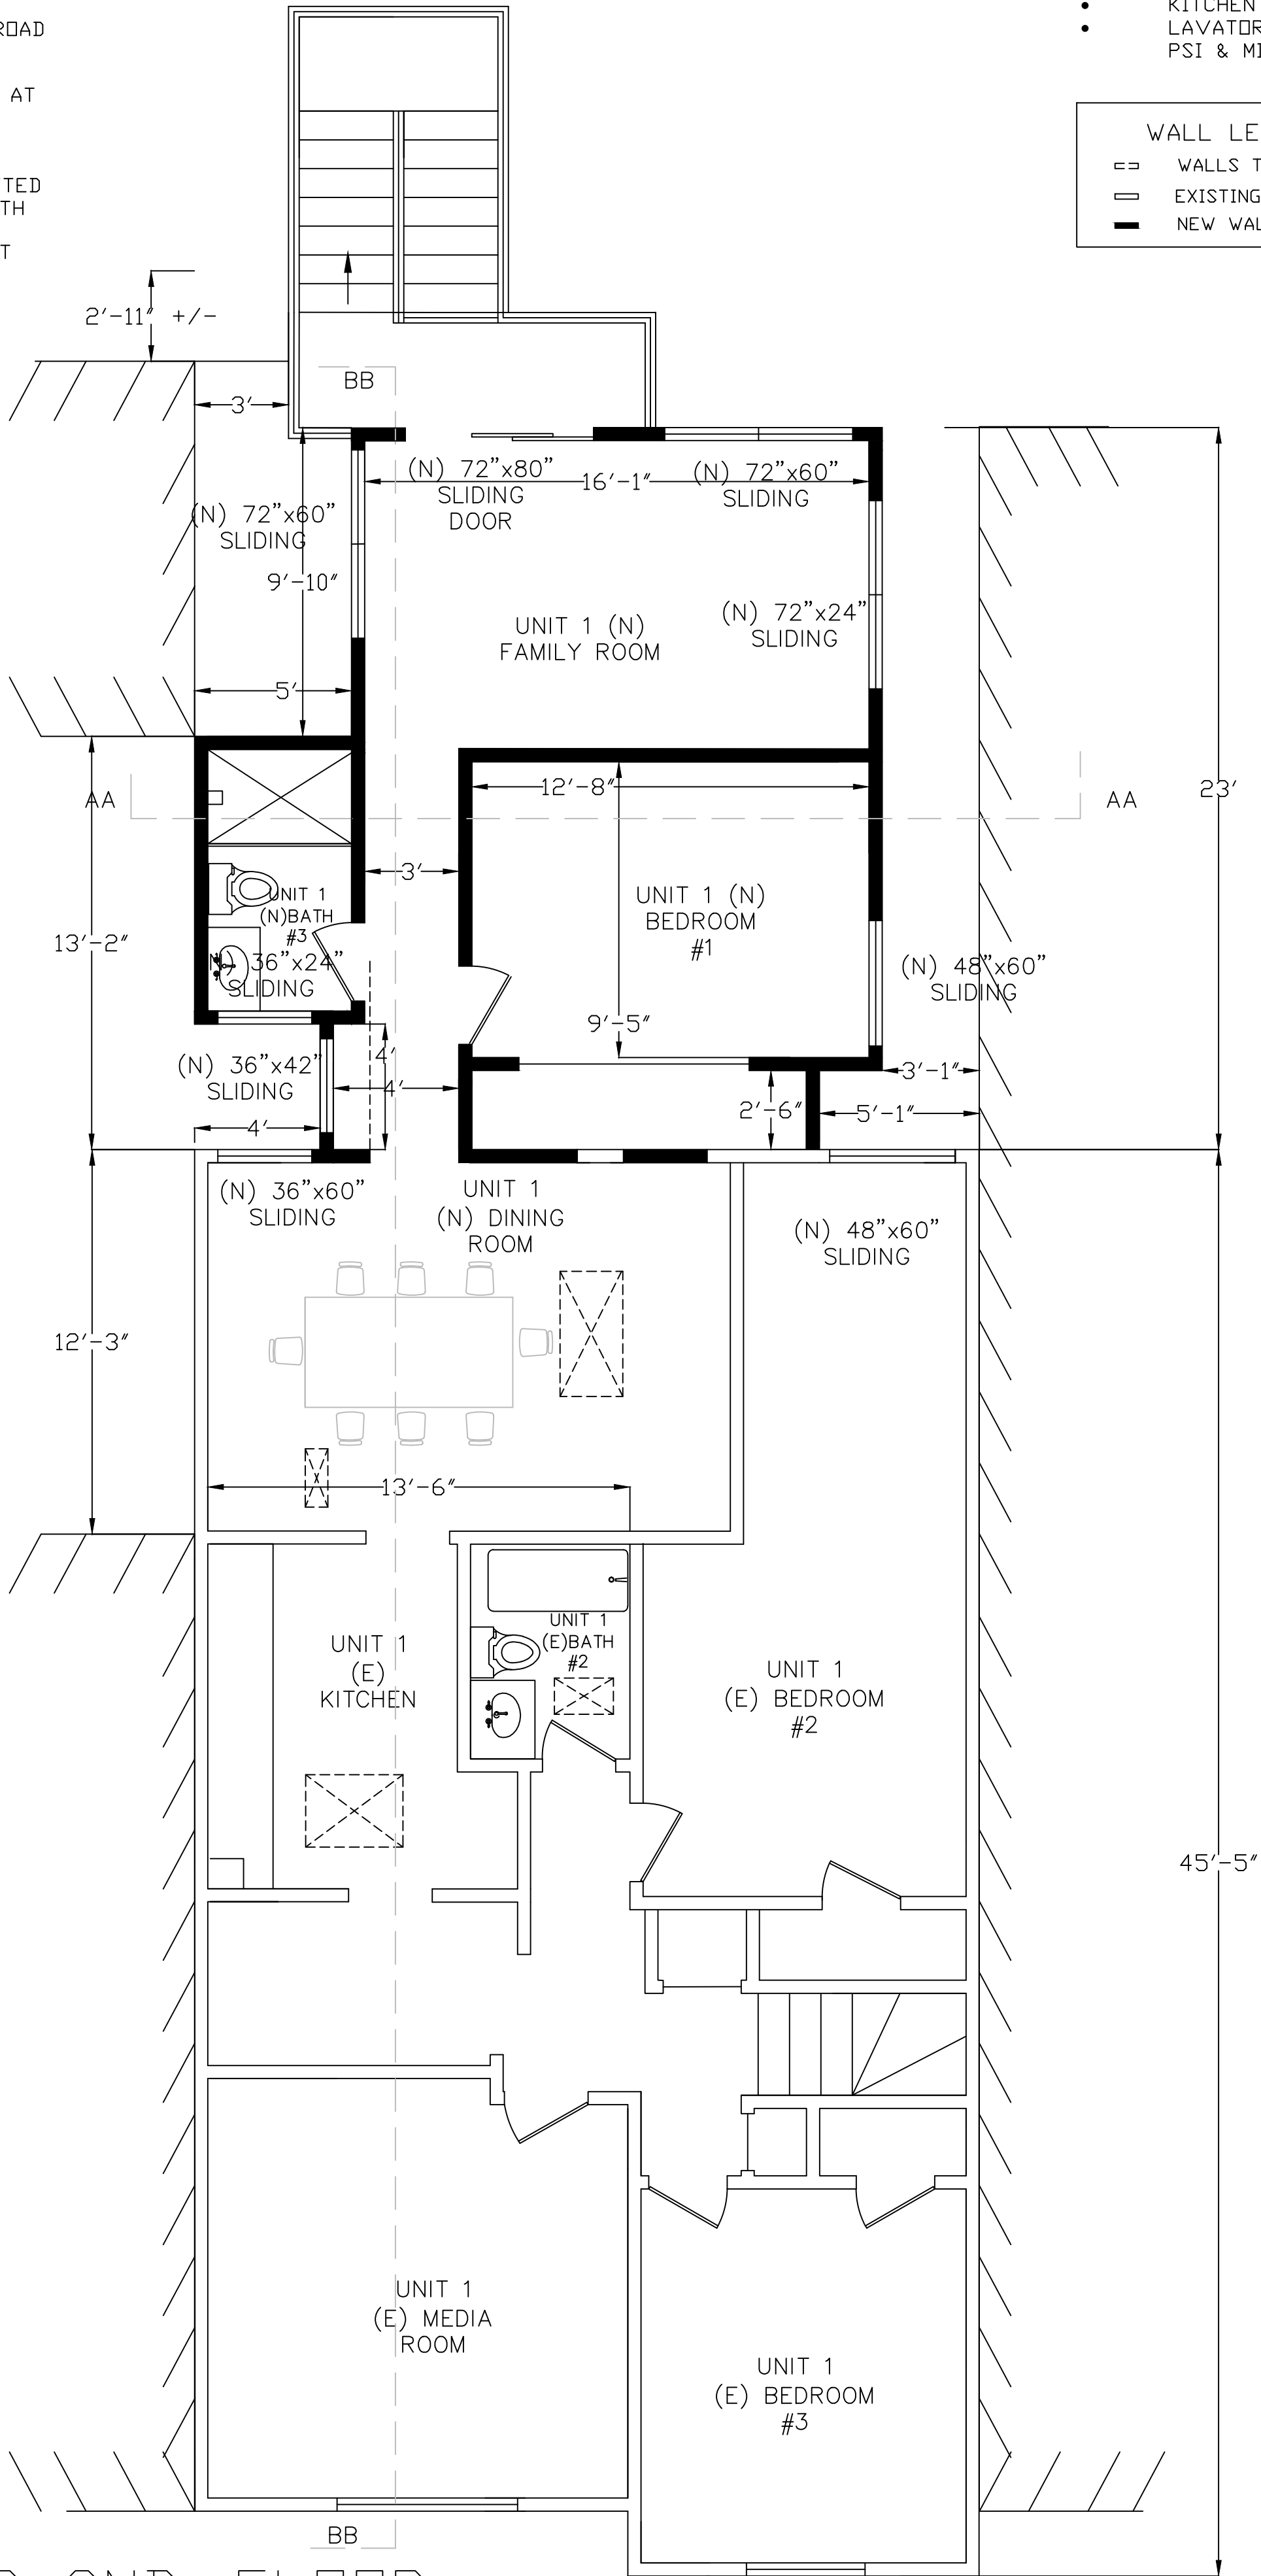 ROAD
AT
TED
TH
T
KITCHEN
LAVATOR
PSI & MI
WALL LE
WALLS T
EXISTING
NEW WAL
2'-11" +/-
BB
3'
(N) 72"x80"
SLIDING
DOOR
16'-1"
(N) 72"x60"
SLIDING
(N) 72"x60"
SLIDING
9'-10"
UNIT 1 (N)
FAMILY ROOM
(N) 72"x24"
SLIDING
5'
AA
12'-8"
AA
23'
3'
UNIT 1
(N)BATH
#3
UNIT 1 (N)
BEDROOM
#1
13'-2"
36"x24"
SLIDING
(N) 48"x60"
SLIDING
9'-5"
4'
(N) 36"x42"
SLIDING
4'
3'-1"
2'-6"
5'-1"
4'
(N) 36"x60"
SLIDING
UNIT 1
(N) DINING
ROOM
(N) 48"x60"
SLIDING
12'-3"
13'-6"
UNIT 1
(E)BATH
#2
UNIT 1
(E)
KITCHEN
UNIT 1
(E) BEDROOM
#2
45'-5"
UNIT 1
(E) MEDIA
ROOM
UNIT 1
(E) BEDROOM
#3
BB